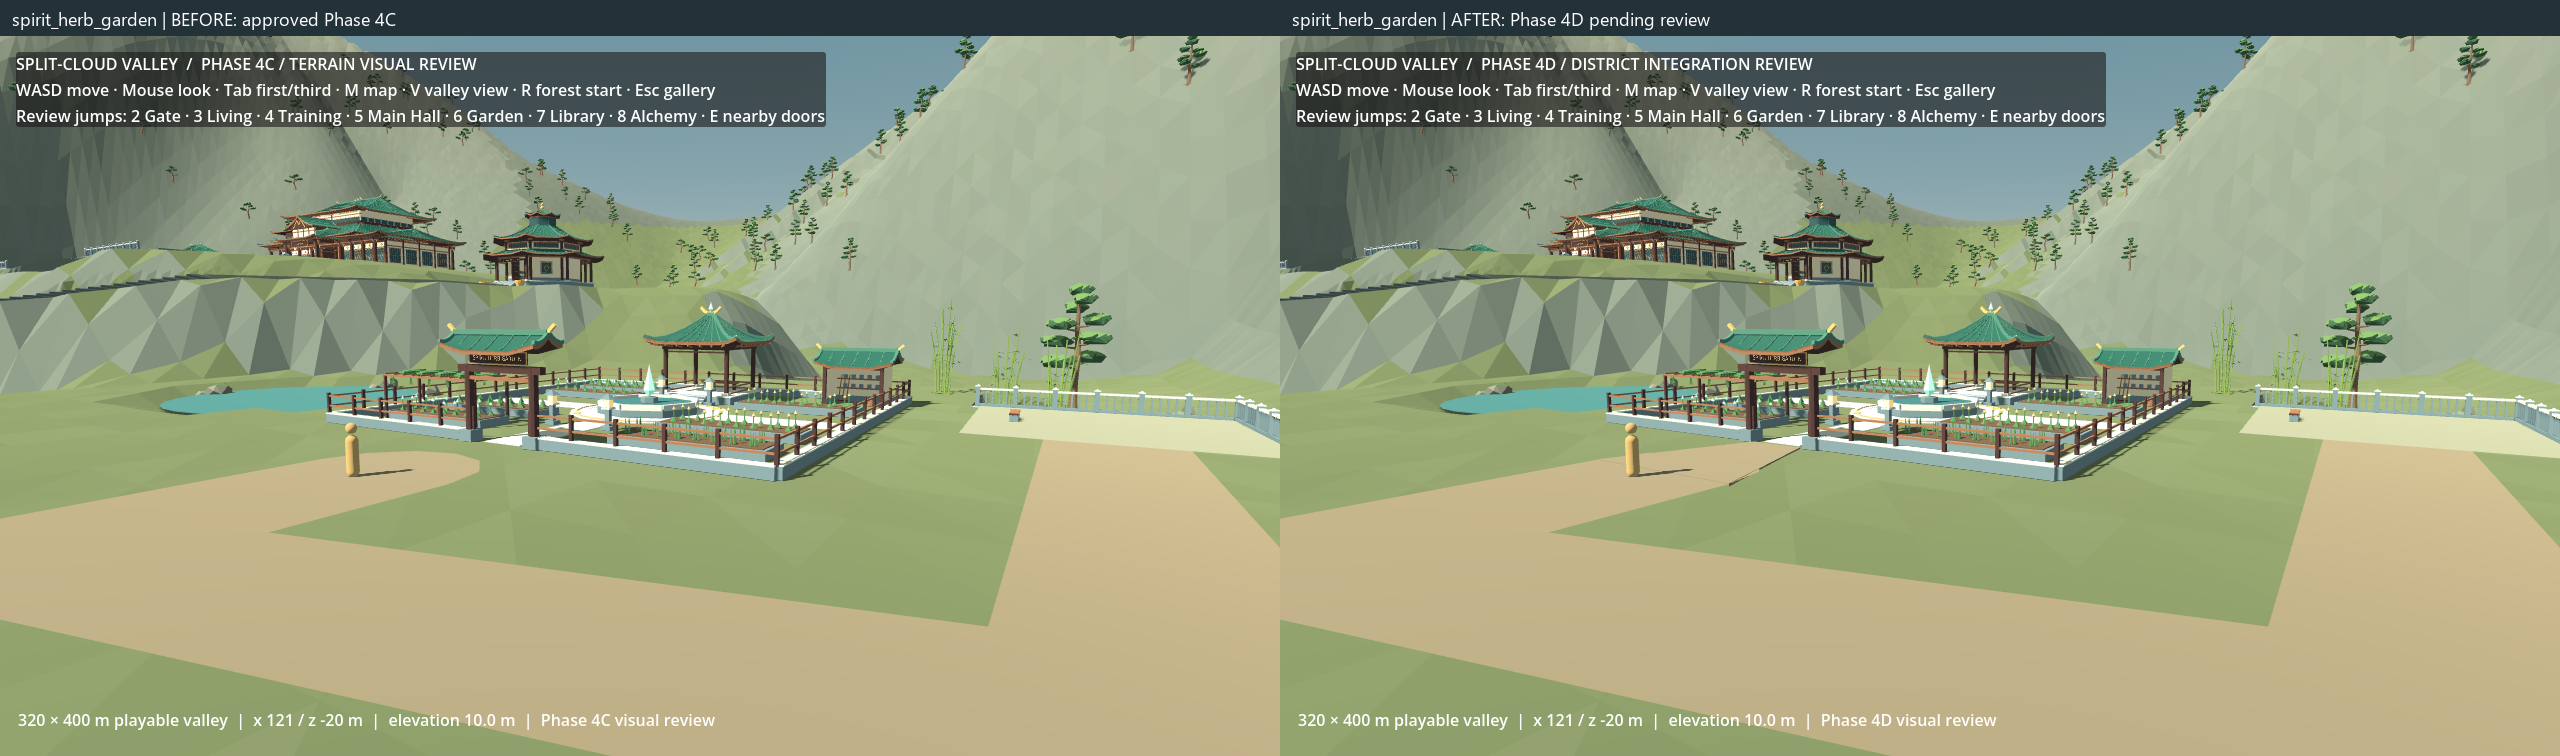 spirit_herb_garden | BEFORE: approved Phase 4C
SPLIT-CLOUD VALLEY / PHASE 4C / TERRAIN VISUAL REVIEW
WASD move · Mouse look · Tab first/third · M map · V valley view · R forest start · Esc gallery
Review jumps: 2 Gate · 3 Living · 4 Training · 5 Main Hall · 6 Garden · 7 Library · 8 Alchemy · E nearby doors
SPIRIT HERB GARDEN
320 × 400 m playable valley | x 121 / z -20 m | elevation 10.0 m | Phase 4C visual review
spirit_herb_garden | AFTER: Phase 4D pending review
SPLIT-CLOUD VALLEY / PHASE 4D / DISTRICT INTEGRATION REVIEW
WASD move · Mouse look · Tab first/third · M map · V valley view · R forest start · Esc gallery
Review jumps: 2 Gate · 3 Living · 4 Training · 5 Main Hall · 6 Garden · 7 Library · 8 Alchemy · E nearby doors
SPIRIT HERB GARDEN
320 × 400 m playable valley | x 121 / z -20 m | elevation 10.0 m | Phase 4D visual review